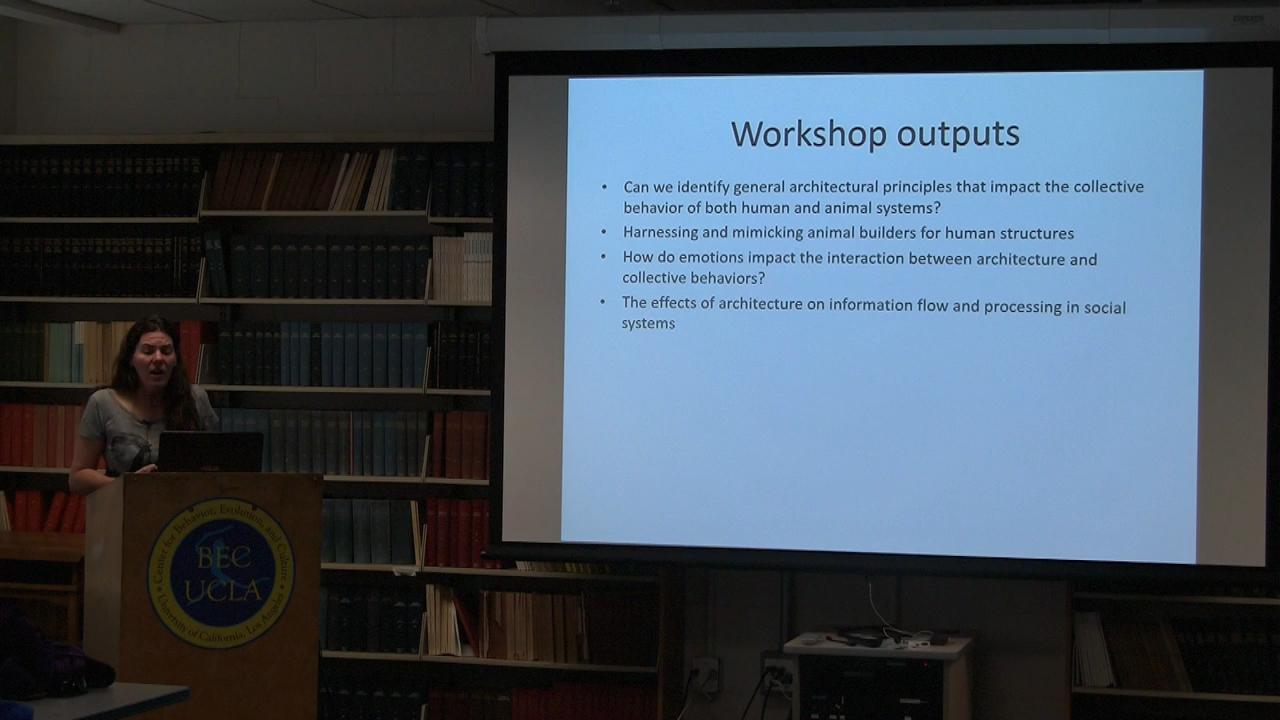 Workshop outputs
• Can we identify general architectural principles that impact the collective
behavior of both human and animal systems?
• Harnessing and mimicking animal builders for human structures
• How do emotions impact the interaction between architecture and
collective behaviors?
• The effects of architecture on information flow and processing in social
systems
Center for Behavior, Evolution, and Culture
BEC
UCLA
University of California, Los Angeles